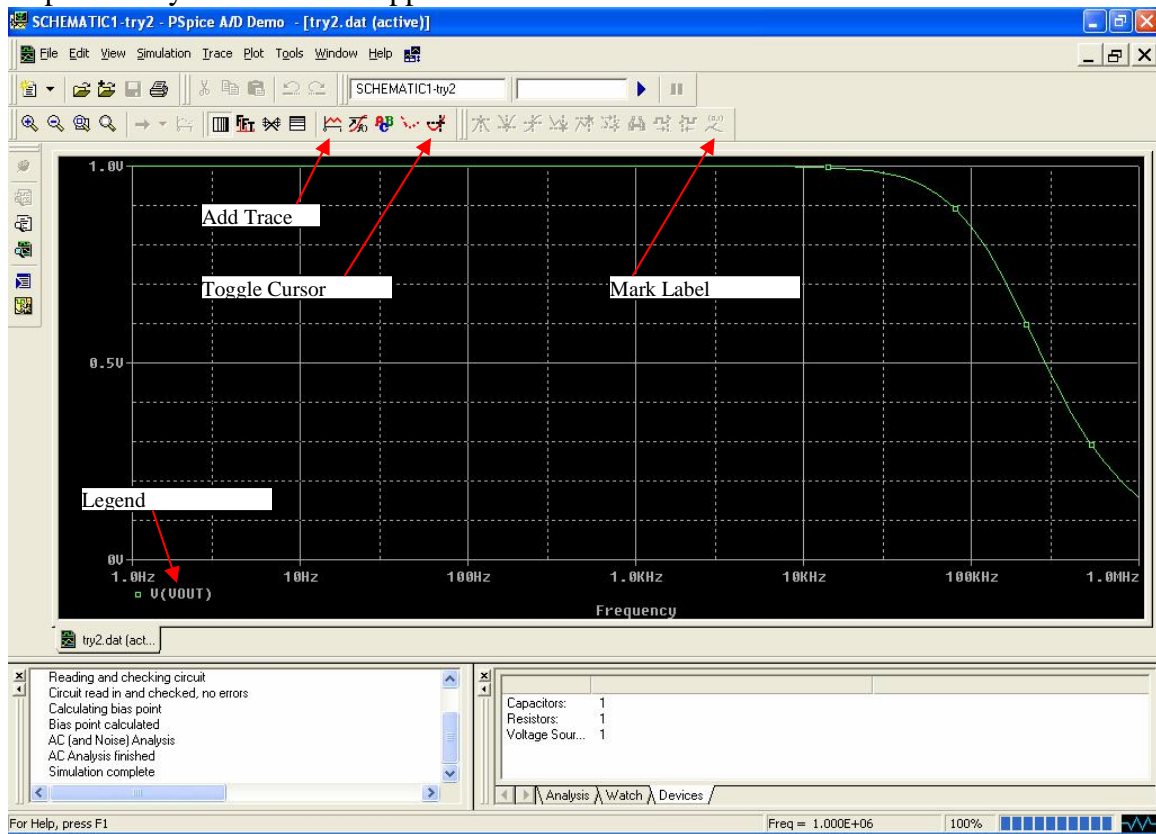 SCHEMATIC1-try2 - PSpice A/D Demo - [try2.dat (active)]
File Edit View Simulation Trace Plot Tools Window Help
SCHEMATIC1-try2
1.0V
Add Trace
Toggle Cursor
Mark Label
0.5V
Legend
0V
1.0Hz 10Hz 100Hz 1.0KHz 10KHz 100KHz 1.0MHz
V(VOUT)
Frequency
try2.dat (act...
Reading and checking circuit
Circuit read in and checked, no errors
Calculating bias point
Bias point calculated
AC (and Noise) Analysis
AC Analysis finished
Simulation complete
Capacitors: 1
Resistors: 1
Voltage Sour... 1
Analysis Watch Devices
For Help, press F1
Freq = 1.000E+06
100%